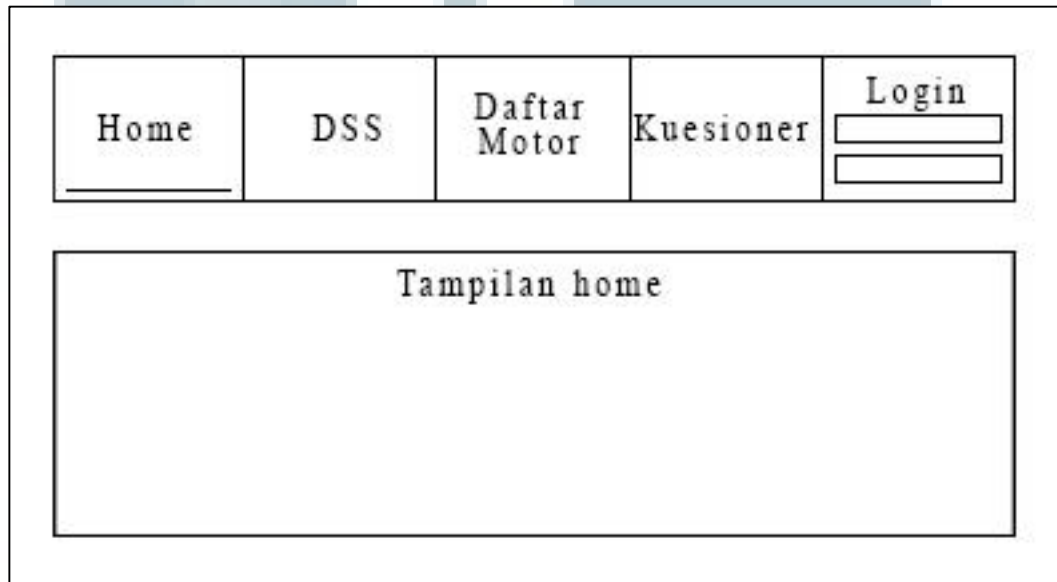 Home
DSS
Daftar
Motor
Kuesioner
Login
Tampilan home